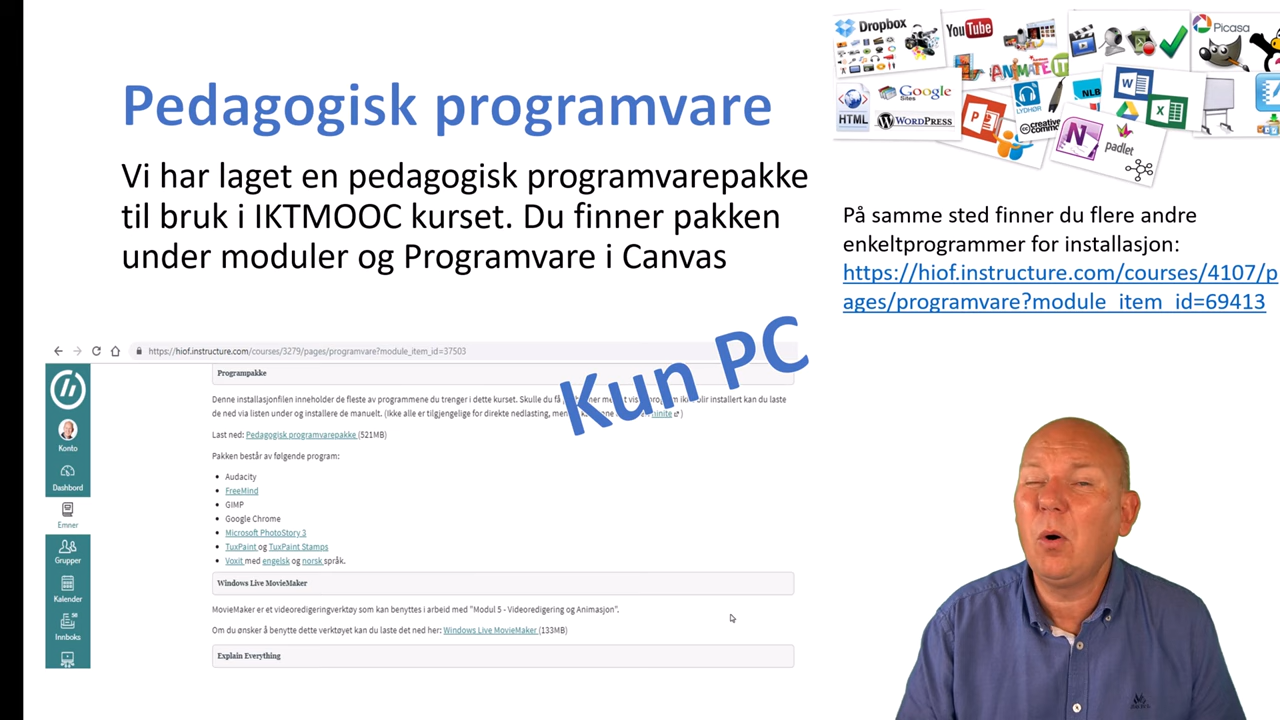 Pedagogisk programvare
Vi har laget en pedagogisk programvarepakke
til bruk i IKTMOOC kurset. Du finner pakken
under moduler og Programvare i Canvas
Dropbox
YouTube
Picasa
ANIMATE IT
Google
Sites
HTML
WORDPRESS
LYDHØR
NLB
creative
padlet
På samme sted finner du flere andre
enkeltprogrammer for installasjon:
https://hiof.instructure.com/courses/4107/p
ages/programvare?module_item_id=69413
Kun PC
https://hiof.instructure.com/courses/3279/pages/programvare?module_item_id=37503
Konto
Dashbord
Emner
Grupper
Kalender
Innboks
Programpakke
Denne installasjonfilen inneholder de fleste av programmene du trenger i dette kurset. Skulle du få
de ned via listen under og installere de manuelt. (Ikke alle er tilgjengelige for direkte nedlasting, men
Last ned: Pedagogisk programvarepakke (521MB)
Pakken består av følgende program:
Audacity
FreeMind
GIMP
Google Chrome
Microsoft PhotoStory 3
TuxPaint og TuxPaint Stamps
Voxit med engelsk og norsk språk.
Windows Live MovieMaker
MovieMaker er et videoredigeringverktøy som kan benyttes i arbeid med "Modul 5 - Videoredigering og Animasjon".
Om du ønsker å benytte dette verktøyet kan du laste det ned her: Windows Live MovieMaker (133MB)
Explain Everything